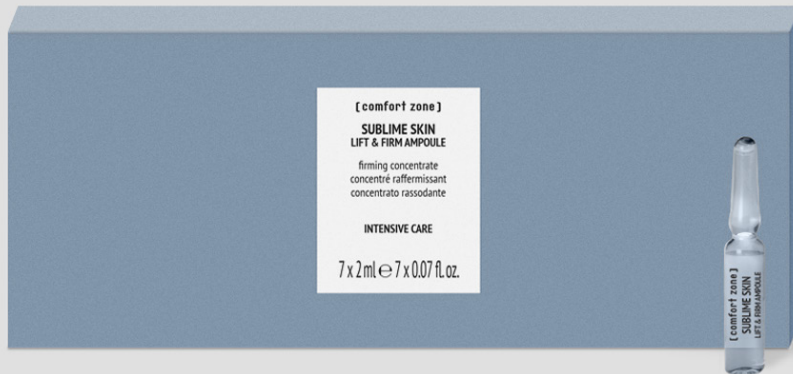 [ comfort zone ]
SUBLIME SKIN
LIFT & FIRM AMPOULE
firming concentrate
concentré raffermissant
concentrato rassodante
INTENSIVE CARE
7 x 2 ml ℮ 7 x 0.07 fl. oz.
[ comfort zone ]
SUBLIME SKIN
LIFT & FIRM AMPOULE